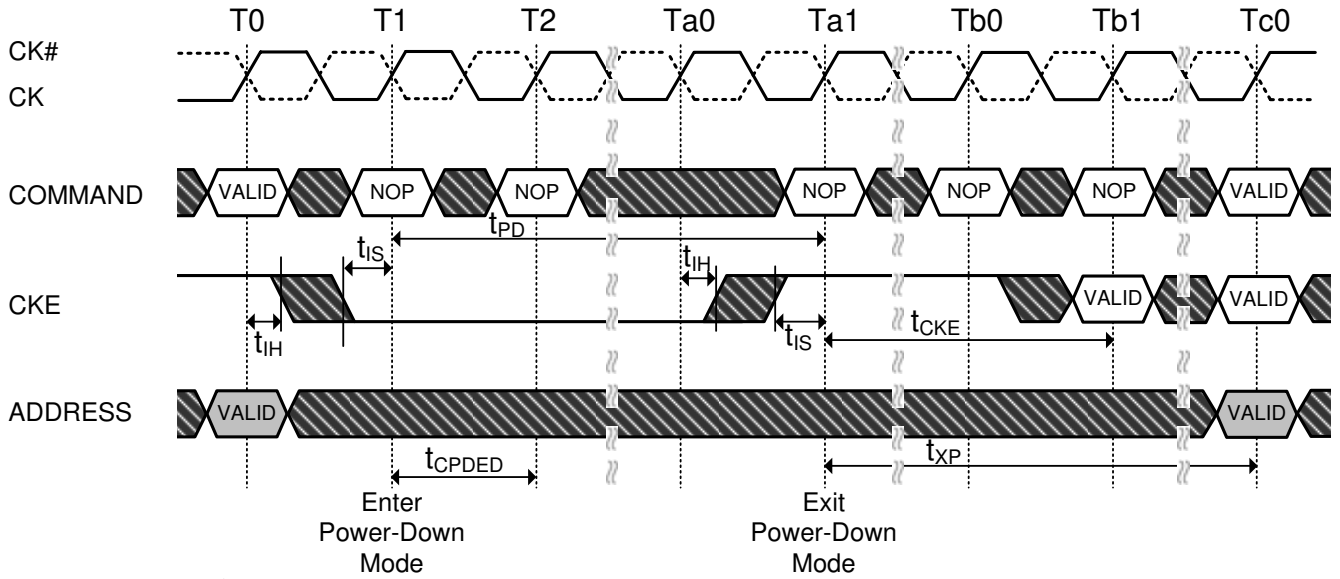 T0 T1 T2 Ta0 Ta1 Tb0 Tb1 Tc0
CK#
CK
COMMAND VALID NOP NOP NOP NOP NOP VALID
tPD
tIS tIH
CKE VALID VALID
tIH tIS tCKE
ADDRESS VALID VALID
tCPDED tXP
Enter
Power-Down
Mode
Exit
Power-Down
Mode